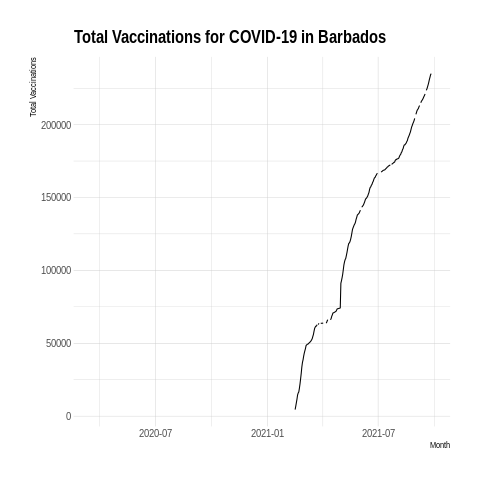 Total Vaccinations for COVID-19 in Barbados
Total Vaccinations
200000
150000
100000
50000
0
2020-07 2021-01 2021-07
Month